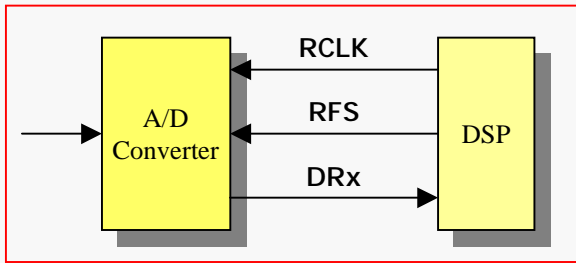 RCLK
A/D
Converter
RFS
DSP
DRx